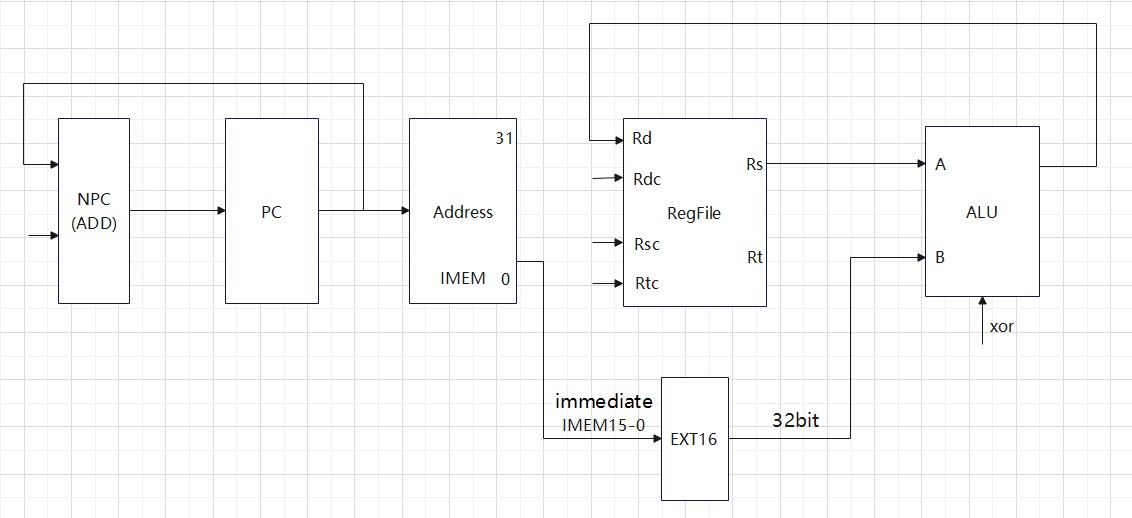 NPC
(ADD)
PC
31
Address
IMEM 0
Rd
Rdc
Rs
RegFile
Rsc
Rt
Rtc
A
ALU
B
xor
immediate
IMEM15-0
EXT16
32bit